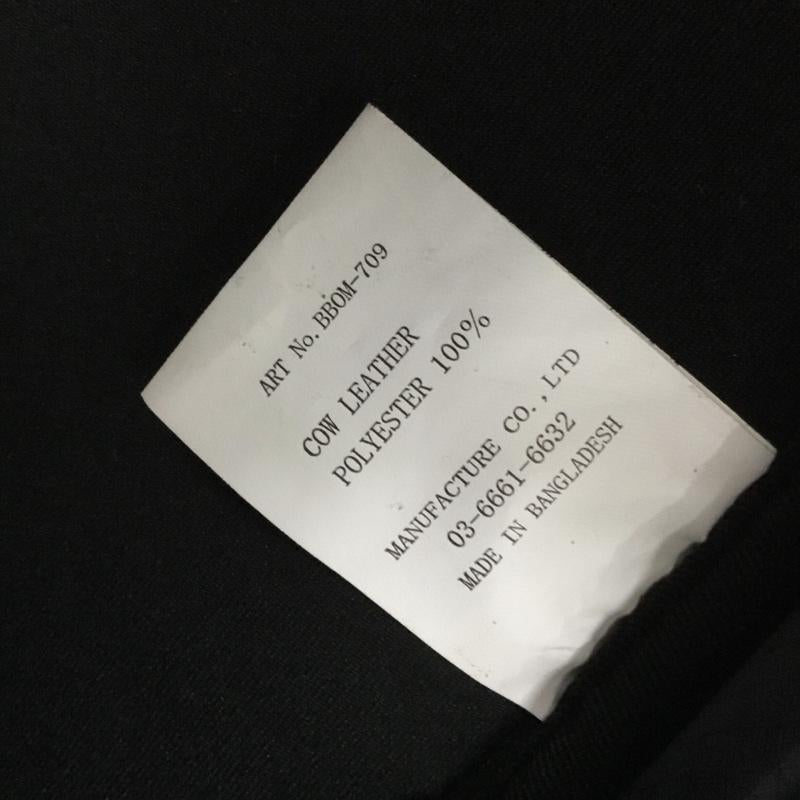 ART No. BBOM-709
COW LEATHER
POLYESTER 100%
MANUFACTURE CO., LTD
03-6661-6632
MADE IN BANGLADESH